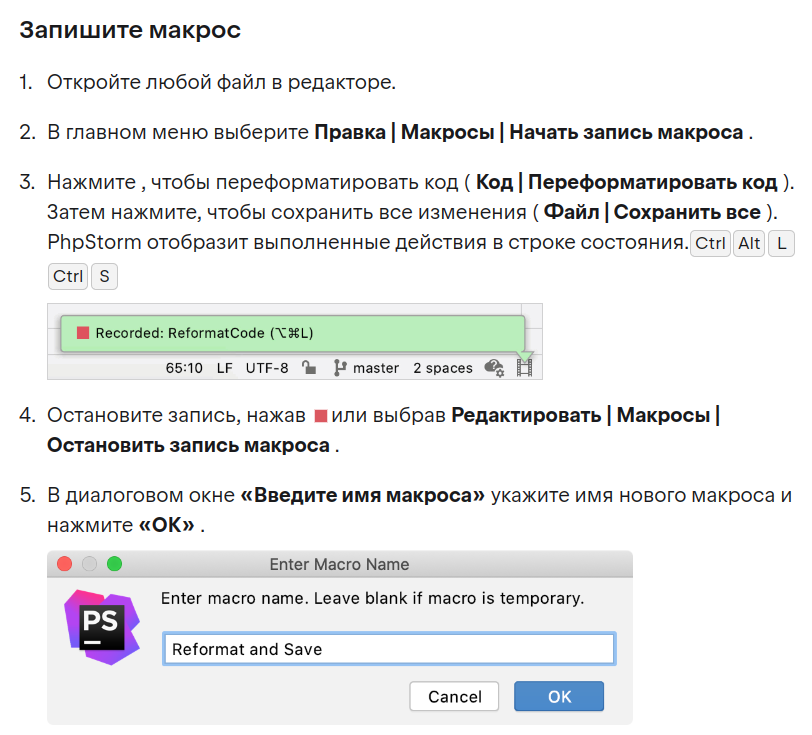 Запишите макрос
1. Откройте любой файл в редакторе.
2. В главном меню выберите Правка | Макросы | Начать запись макроса .
3. Нажмите , чтобы переформатировать код ( Код | Переформатировать код ).
Затем нажмите, чтобы сохранить все изменения ( Файл | Сохранить все ).
PhpStorm отобразит выполненные действия в строке состояния. Ctrl Alt L
Ctrl S
Recorded: ReformatCode (⌥⌘L)
65:10 LF UTF-8 master 2 spaces
4. Остановите запись, нажав или выбрав Редактировать | Макросы |
Остановить запись макроса .
5. В диалоговом окне «Введите имя макроса» укажите имя нового макроса и
нажмите «ОК» .
Enter Macro Name
Enter macro name. Leave blank if macro is temporary.
PS
Reformat and Save
Cancel OK